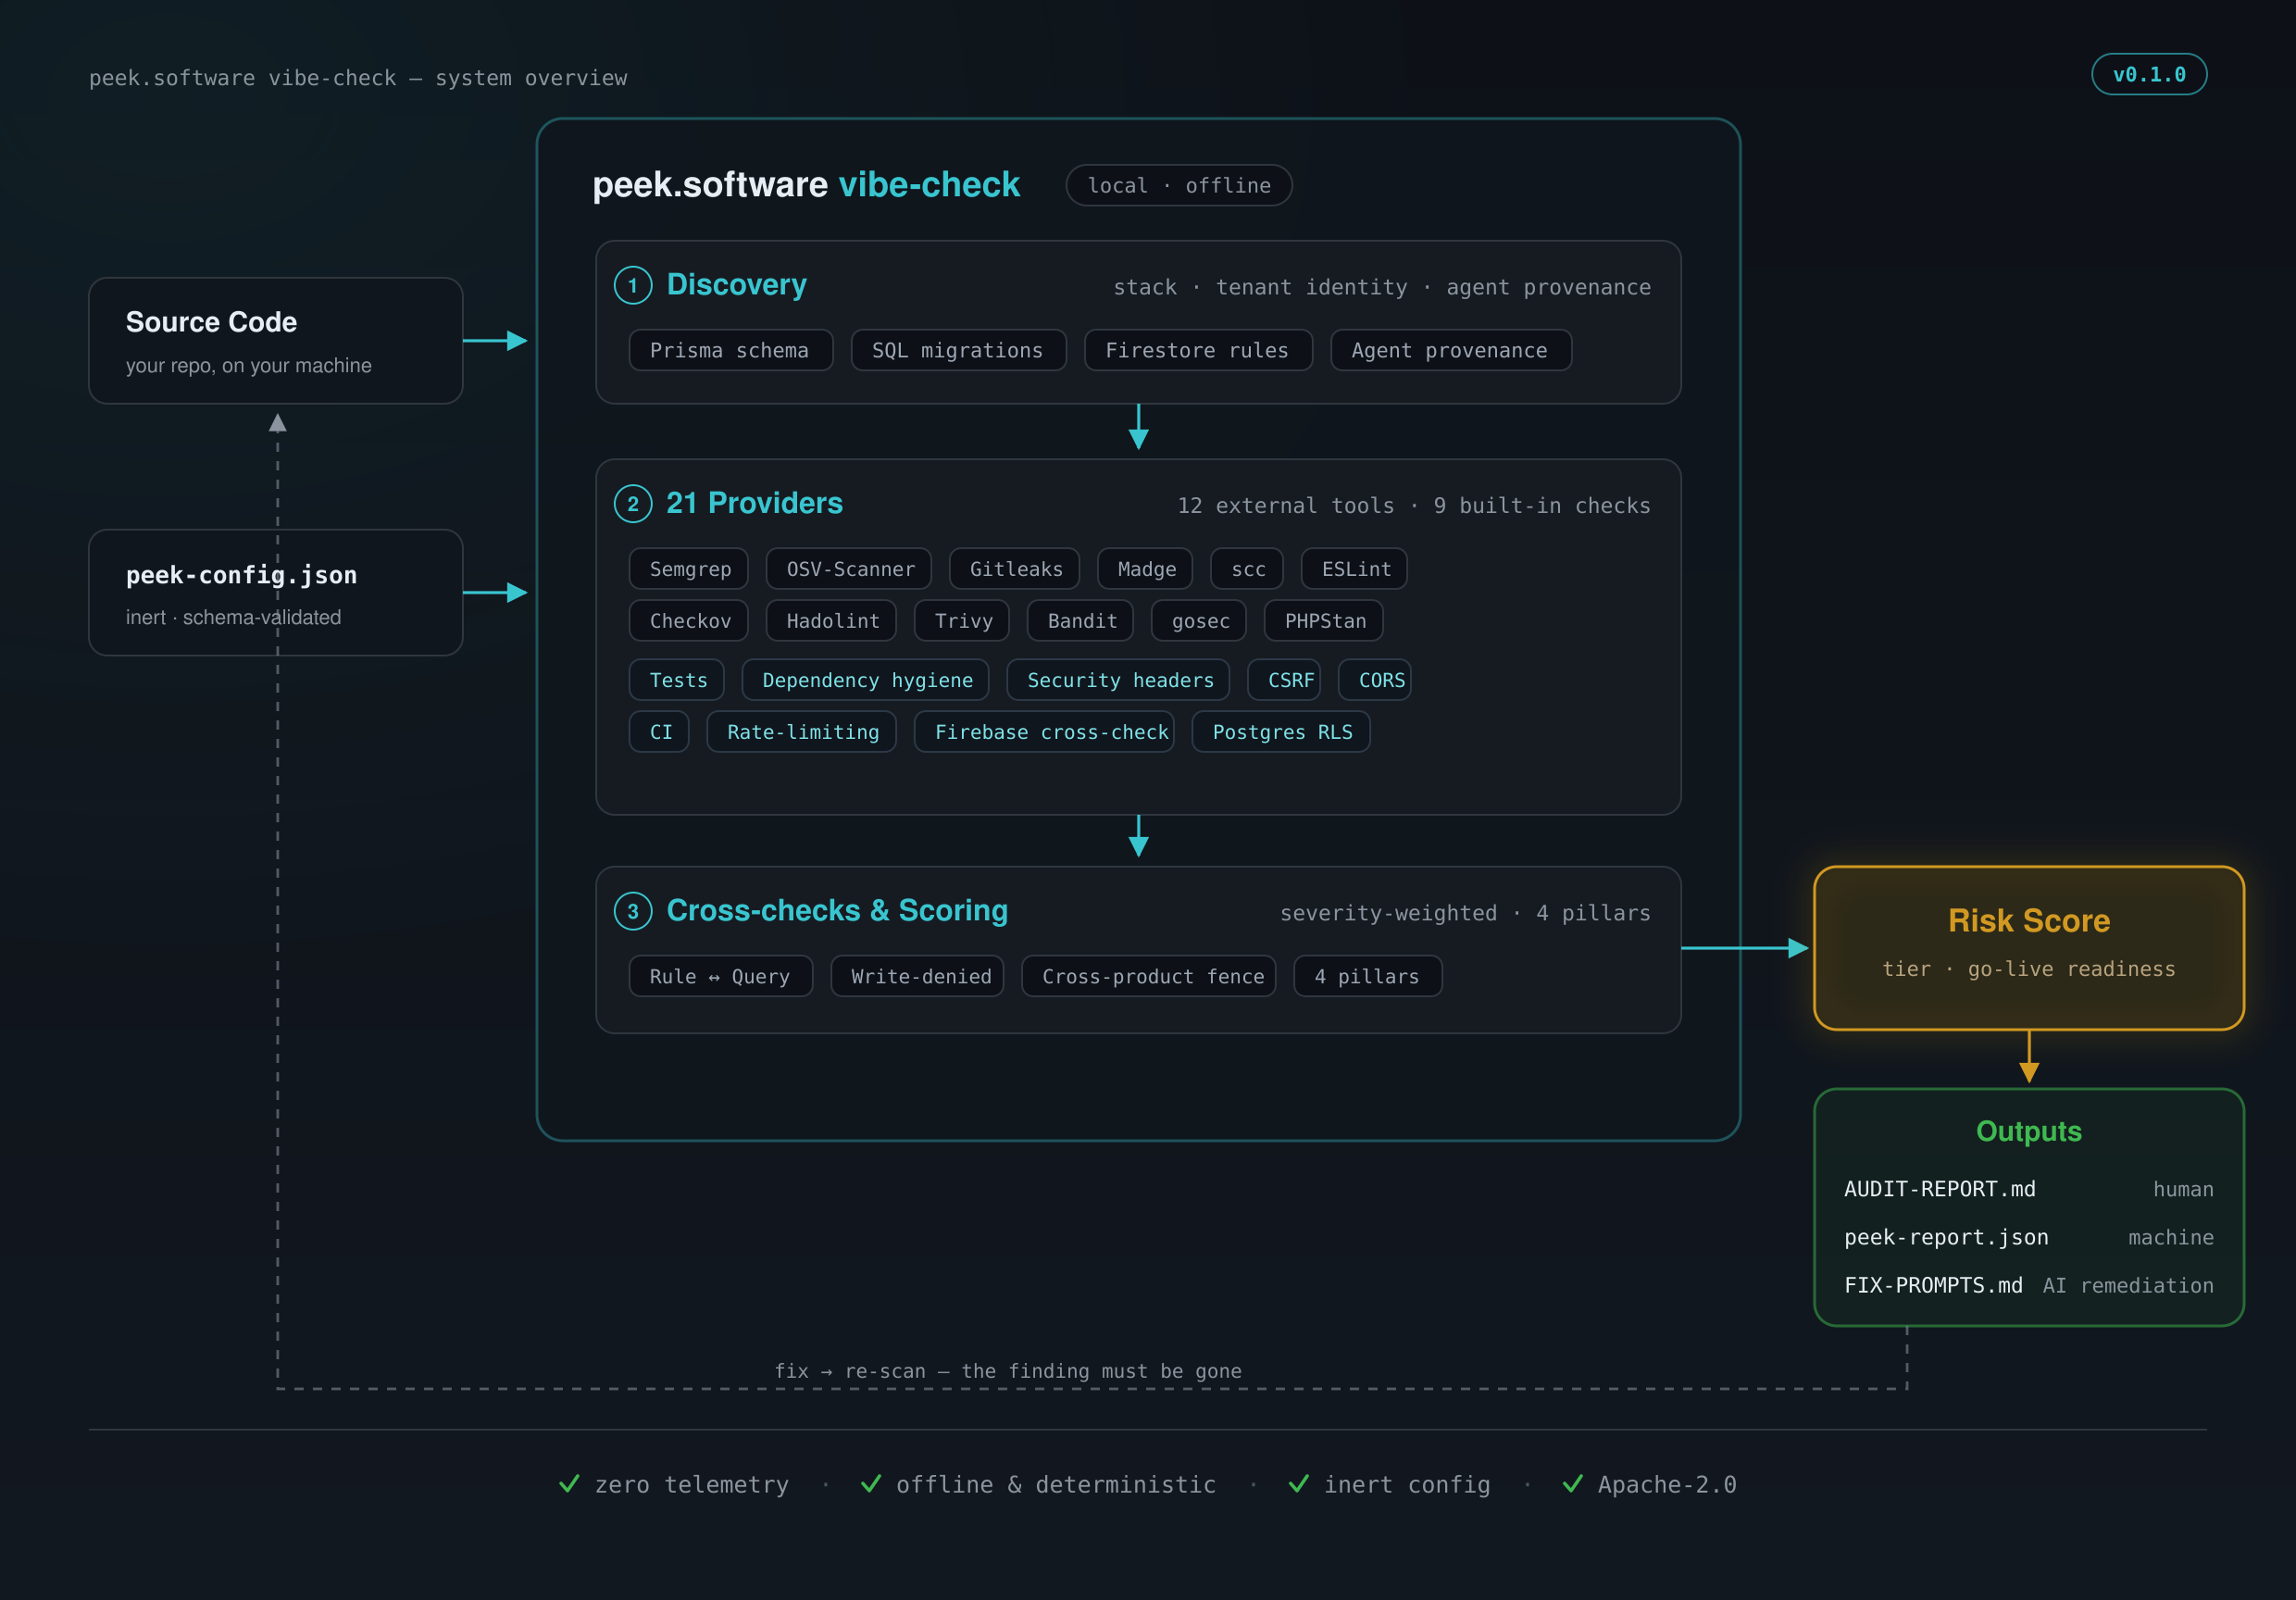 peek.software vibe-check — system overview
v0.1.0
peek.software vibe-check
local · offline
Source Code
your repo, on your machine
peek-config.json
inert · schema-validated
1 Discovery
stack · tenant identity · agent provenance
Prisma schema
SQL migrations
Firestore rules
Agent provenance
2 21 Providers
12 external tools · 9 built-in checks
Semgrep
OSV-Scanner
Gitleaks
Madge
scc
ESLint
Checkov
Hadolint
Trivy
Bandit
gosec
PHPStan
Tests
Dependency hygiene
Security headers
CSRF
CORS
CI
Rate-limiting
Firebase cross-check
Postgres RLS
3 Cross-checks & Scoring
severity-weighted · 4 pillars
Rule ↔ Query
Write-denied
Cross-product fence
4 pillars
Risk Score
tier · go-live readiness
Outputs
AUDIT-REPORT.md human
peek-report.json machine
FIX-PROMPTS.md AI remediation
fix → re-scan — the finding must be gone
✓ zero telemetry · ✓ offline & deterministic · ✓ inert config · ✓ Apache-2.0